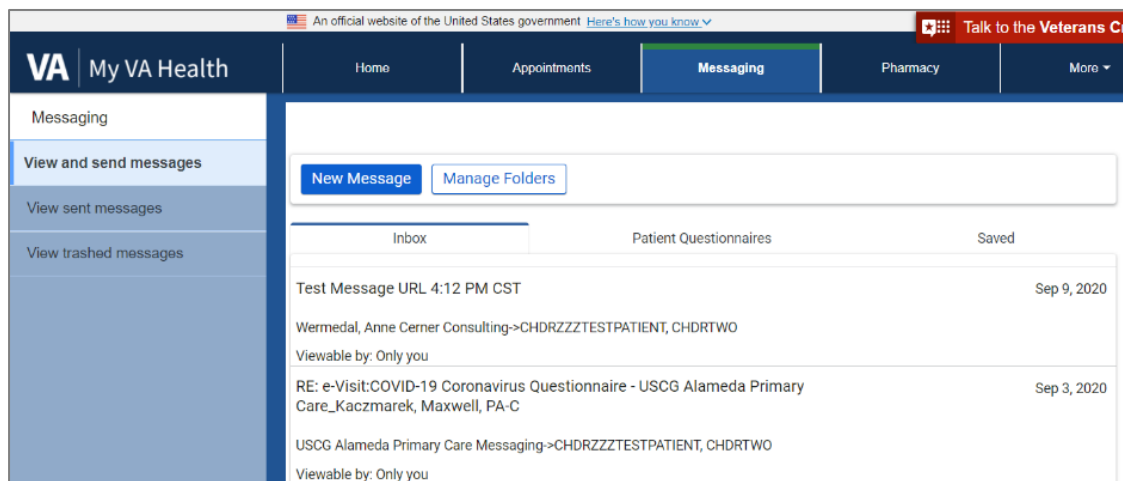 An official website of the United States government Here's how you know
Talk to the Veterans
VA My VA Health
Home Appointments Messaging Pharmacy More
Messaging
View and send messages
View sent messages
View trashed messages
New Message Manage Folders
Inbox Patient Questionnaires Saved
Test Message URL 4:12 PM CST Sep 9, 2020
Wermedal, Anne Cerner Consulting->CHDRZZZTESTPATIENT, CHDRTWO
Viewable by: Only you
RE: e-Visit:COVID-19 Coronavirus Questionnaire - USCG Alameda Primary Sep 3, 2020
Care_Kaczmarek, Maxwell, PA-C
USCG Alameda Primary Care Messaging->CHDRZZZTESTPATIENT, CHDRTWO
Viewable by: Only you